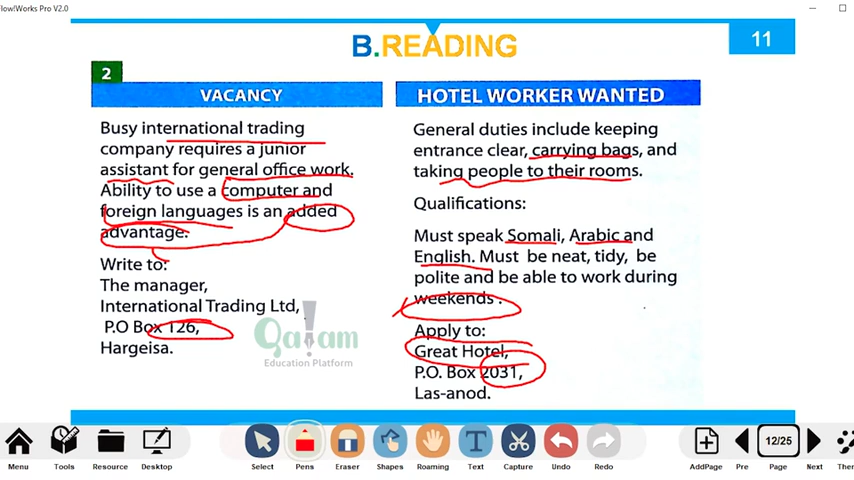 Flow!Works Pro V2.0
B.READING
11
2
VACANCY
Busy international trading
company requires a junior
assistant for general office work.
Ability to use a computer and
foreign languages is an added
advantage.
Write to:
The manager,
International Trading Ltd,
P.O Box 126,
Hargeisa.
Qalam
Education Platform
HOTEL WORKER WANTED
General duties include keeping
entrance clear, carrying bags, and
taking people to their rooms.
Qualifications:
Must speak Somali, Arabic and
English. Must be neat, tidy, be
polite and be able to work during
weekends .
Apply to:
Great Hotel,
P.O. Box 2031,
Las-anod.
Menu
Tools
Resource
Desktop
Select
Pens
Eraser
Shapes
Roaming
Text
Capture
Undo
Redo
AddPage
Pre
12/25
Page
Next
Ther